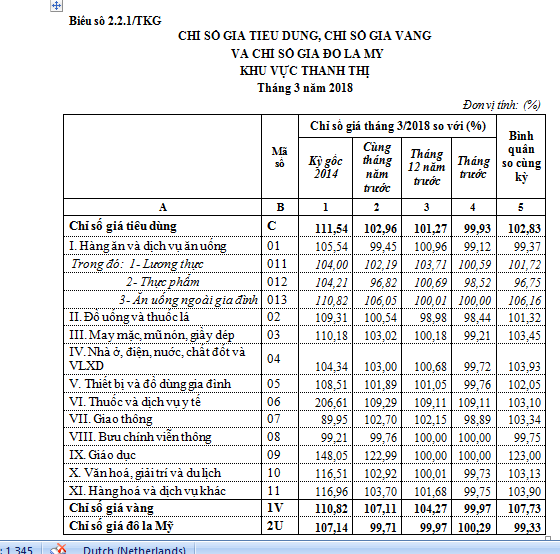 Biểu số 2.2.1/TKG
CHỈ SỐ GIÁ TIÊU DÙNG, CHỈ SỐ GIÁ VÀNG
VÀ CHỈ SỐ GIÁ ĐÔ LA MỸ
KHU VỰC THÀNH THỊ
Tháng 3 năm 2018
Đơn vị tính: (%)
Mã số Chỉ số giá tháng 3/2018 so với (%) Bình quân so cùng kỳ
Kỳ gốc 2014 Cùng tháng năm trước Tháng 12 năm trước Tháng trước
A B 1 2 3 4 5
Chỉ số giá tiêu dùng C 111,54 102,96 101,27 99,93 102,83
I. Hàng ăn và dịch vụ ăn uống 01 105,54 99,45 100,96 99,12 99,37
Trong đó: 1- Lương thực 011 104,00 102,19 103,71 100,59 101,72
2- Thực phẩm 012 104,21 96,82 100,69 98,52 96,75
3- Ăn uống ngoài gia đình 013 110,82 106,05 100,01 100,00 106,16
II. Đồ uống và thuốc lá 02 109,31 100,54 98,98 98,44 101,32
III. May mặc, mũ nón, giầy dép 03 110,18 103,02 100,18 99,21 103,45
IV. Nhà ở, điện, nước, chất đốt và
VLXD 04 104,34 103,00 100,68 99,72 103,93
V. Thiết bị và đồ dùng gia đình 05 108,51 101,89 101,05 99,76 102,05
VI. Thuốc và dịch vụ y tế 06 206,61 109,29 109,11 109,11 103,10
VII. Giao thông 07 89,95 102,70 102,15 98,89 103,34
VIII. Bưu chính viễn thông 08 99,21 99,76 100,00 100,00 99,75
IX. Giáo dục 09 148,05 122,99 100,00 100,00 123,00
X. Văn hoá, giải trí và du lịch 10 116,51 102,92 100,01 99,73 103,13
XI. Hàng hoá và dịch vụ khác 11 116,96 103,70 101,68 99,75 103,90
Chỉ số giá vàng 1V 110,82 107,11 104,27 99,97 107,73
Chỉ số giá đô la Mỹ 2U 107,14 99,71 99,97 100,29 99,33
: 1.345 Dutch (Netherlands)